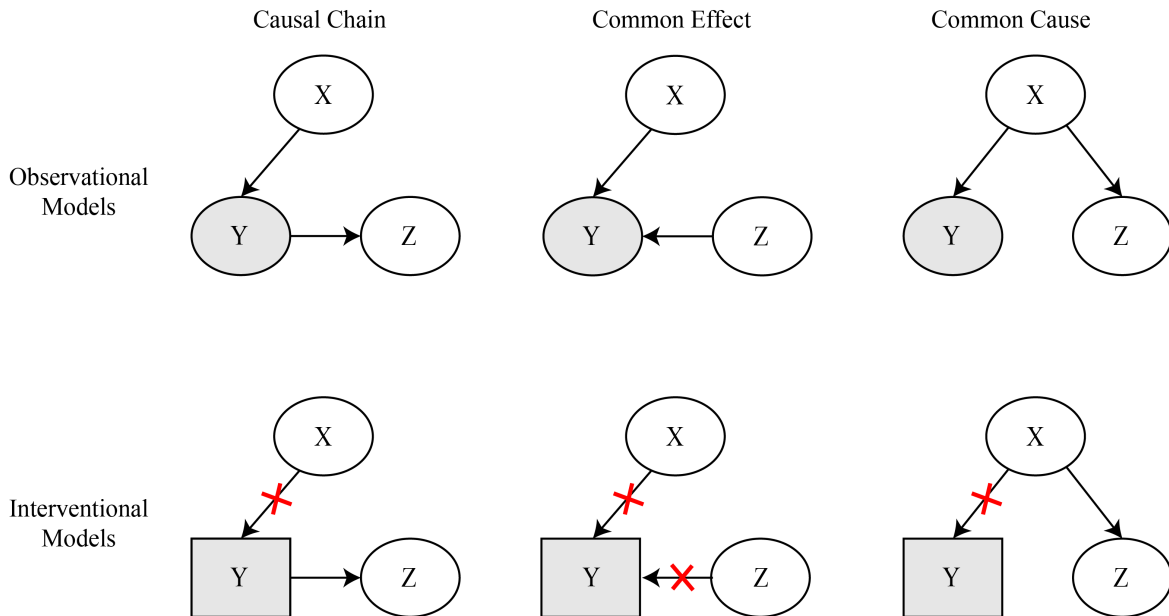 Causal Chain
Common Effect
Common Cause
Observational
Models
X
Y
Z
X
Y
Z
X
Y
Z
Interventional
Models
X
Y
Z
X
Y
Z
X
Y
Z